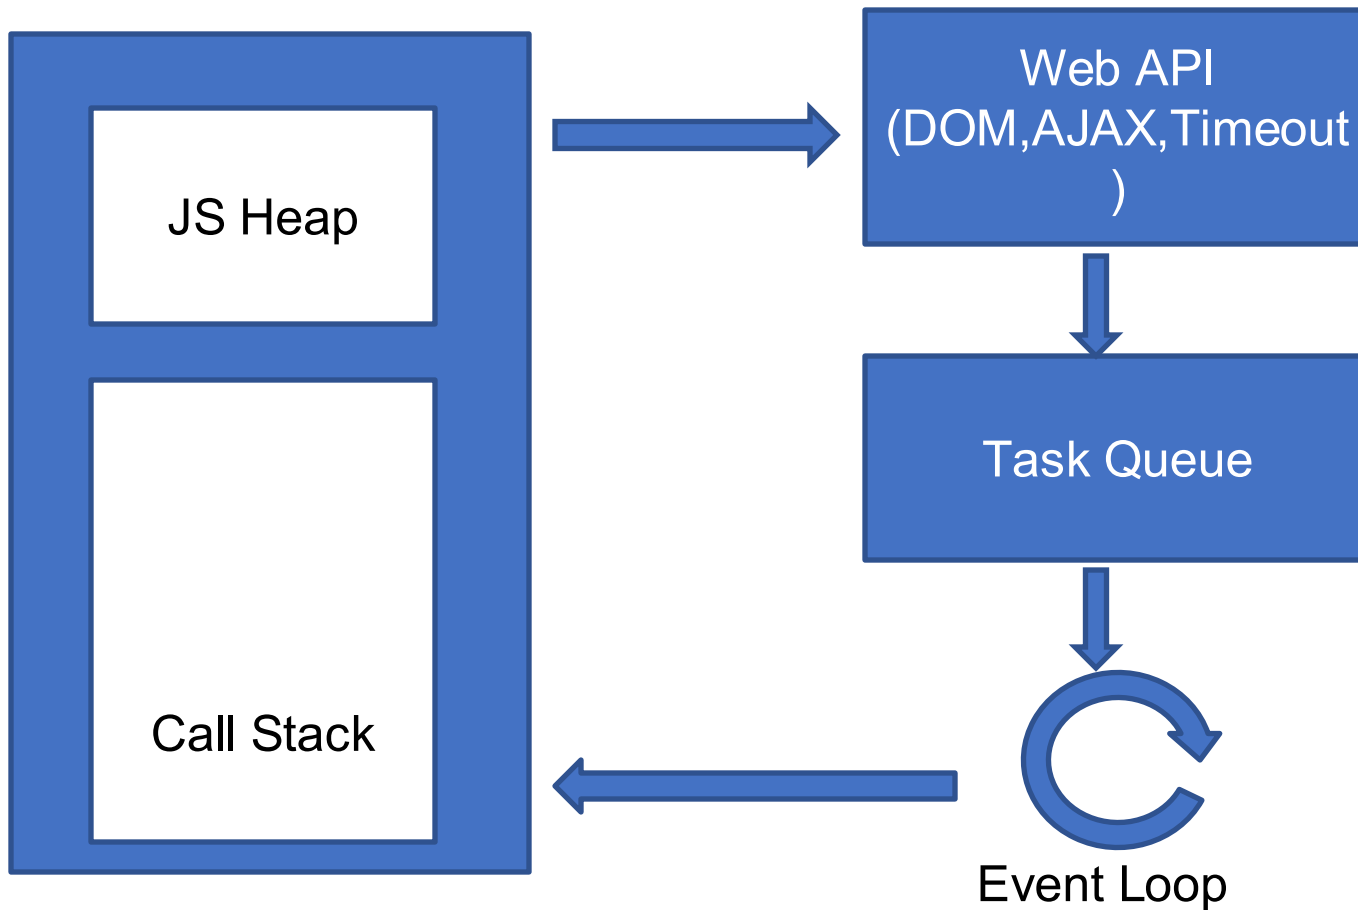 JS Heap
Call Stack
Web API
(DOM,AJAX,Timeout
)
Task Queue
Event Loop